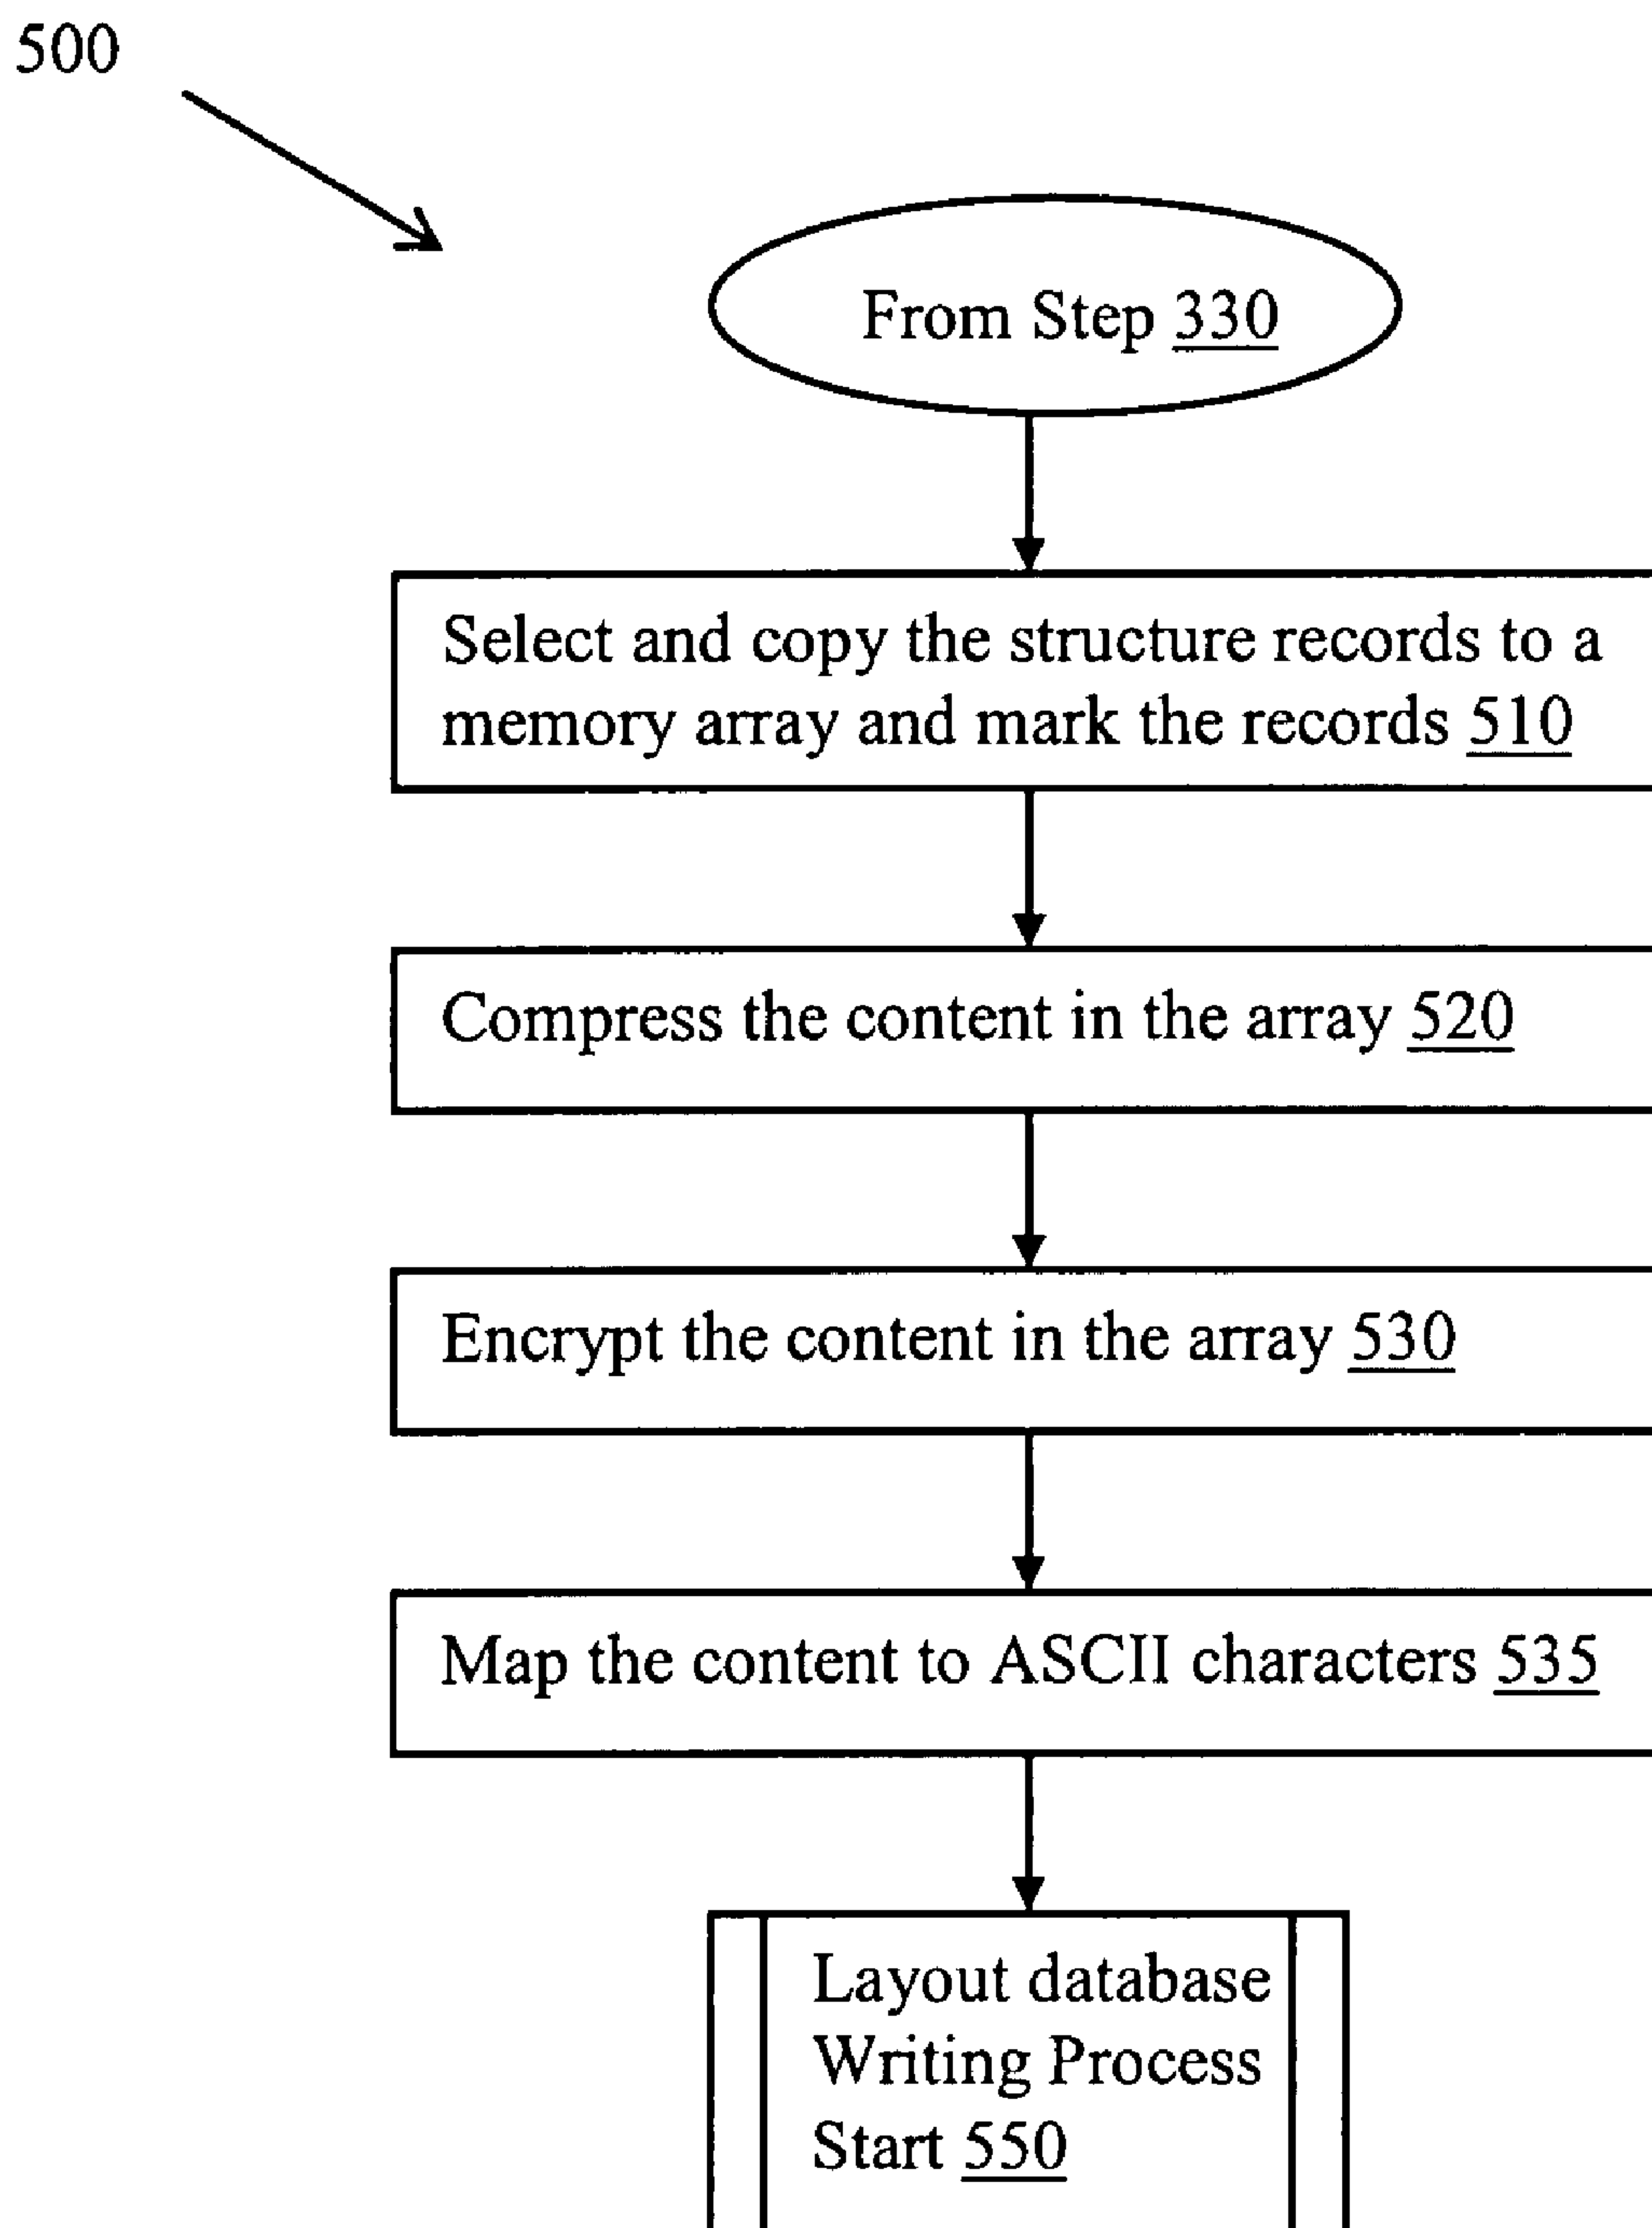 500
From Step 330
Select and copy the structure records to a
memory array and mark the records 510
Compress the content in the array 520
Encrypt the content in the array 530
Map the content to ASCII characters 535
Layout database
Writing Process
Start 550